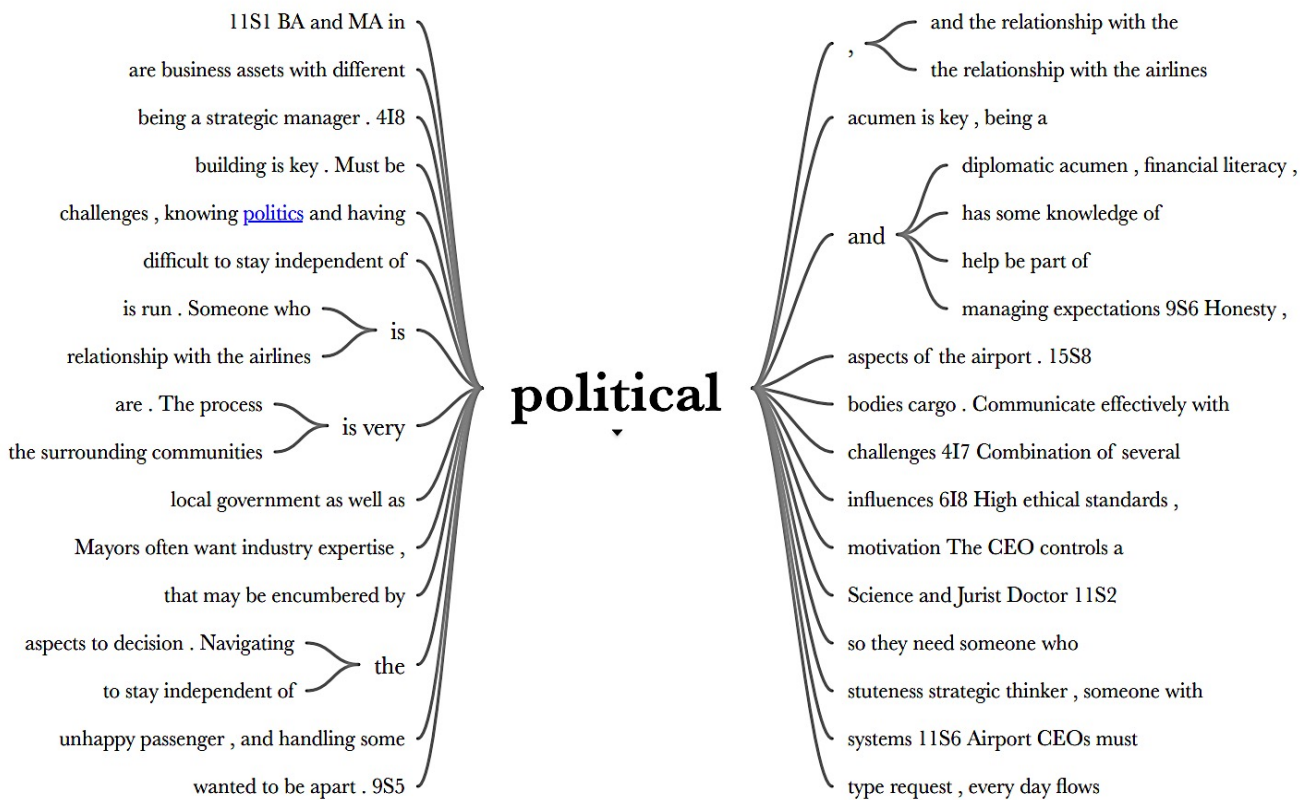 11S1 BA and MA in
are business assets with different
being a strategic manager . 4I8
building is key . Must be
challenges , knowing politics and having
difficult to stay independent of
is run . Someone who
relationship with the airlines
is
are . The process
the surrounding communities
is very
local government as well as
Mayors often want industry expertise ,
that may be encumbered by
aspects to decision . Navigating
to stay independent of
the
unhappy passenger , and handling some
wanted to be apart . 9S5
political
,
and the relationship with the
the relationship with the airlines
acumen is key , being a
and
diplomatic acumen , financial literacy ,
has some knowledge of
help be part of
managing expectations 9S6 Honesty ,
aspects of the airport . 15S8
bodies cargo . Communicate effectively with
challenges 4I7 Combination of several
influences 6I8 High ethical standards ,
motivation The CEO controls a
Science and Jurist Doctor 11S2
so they need someone who
stuteness strategic thinker , someone with
systems 11S6 Airport CEOs must
type request , every day flows